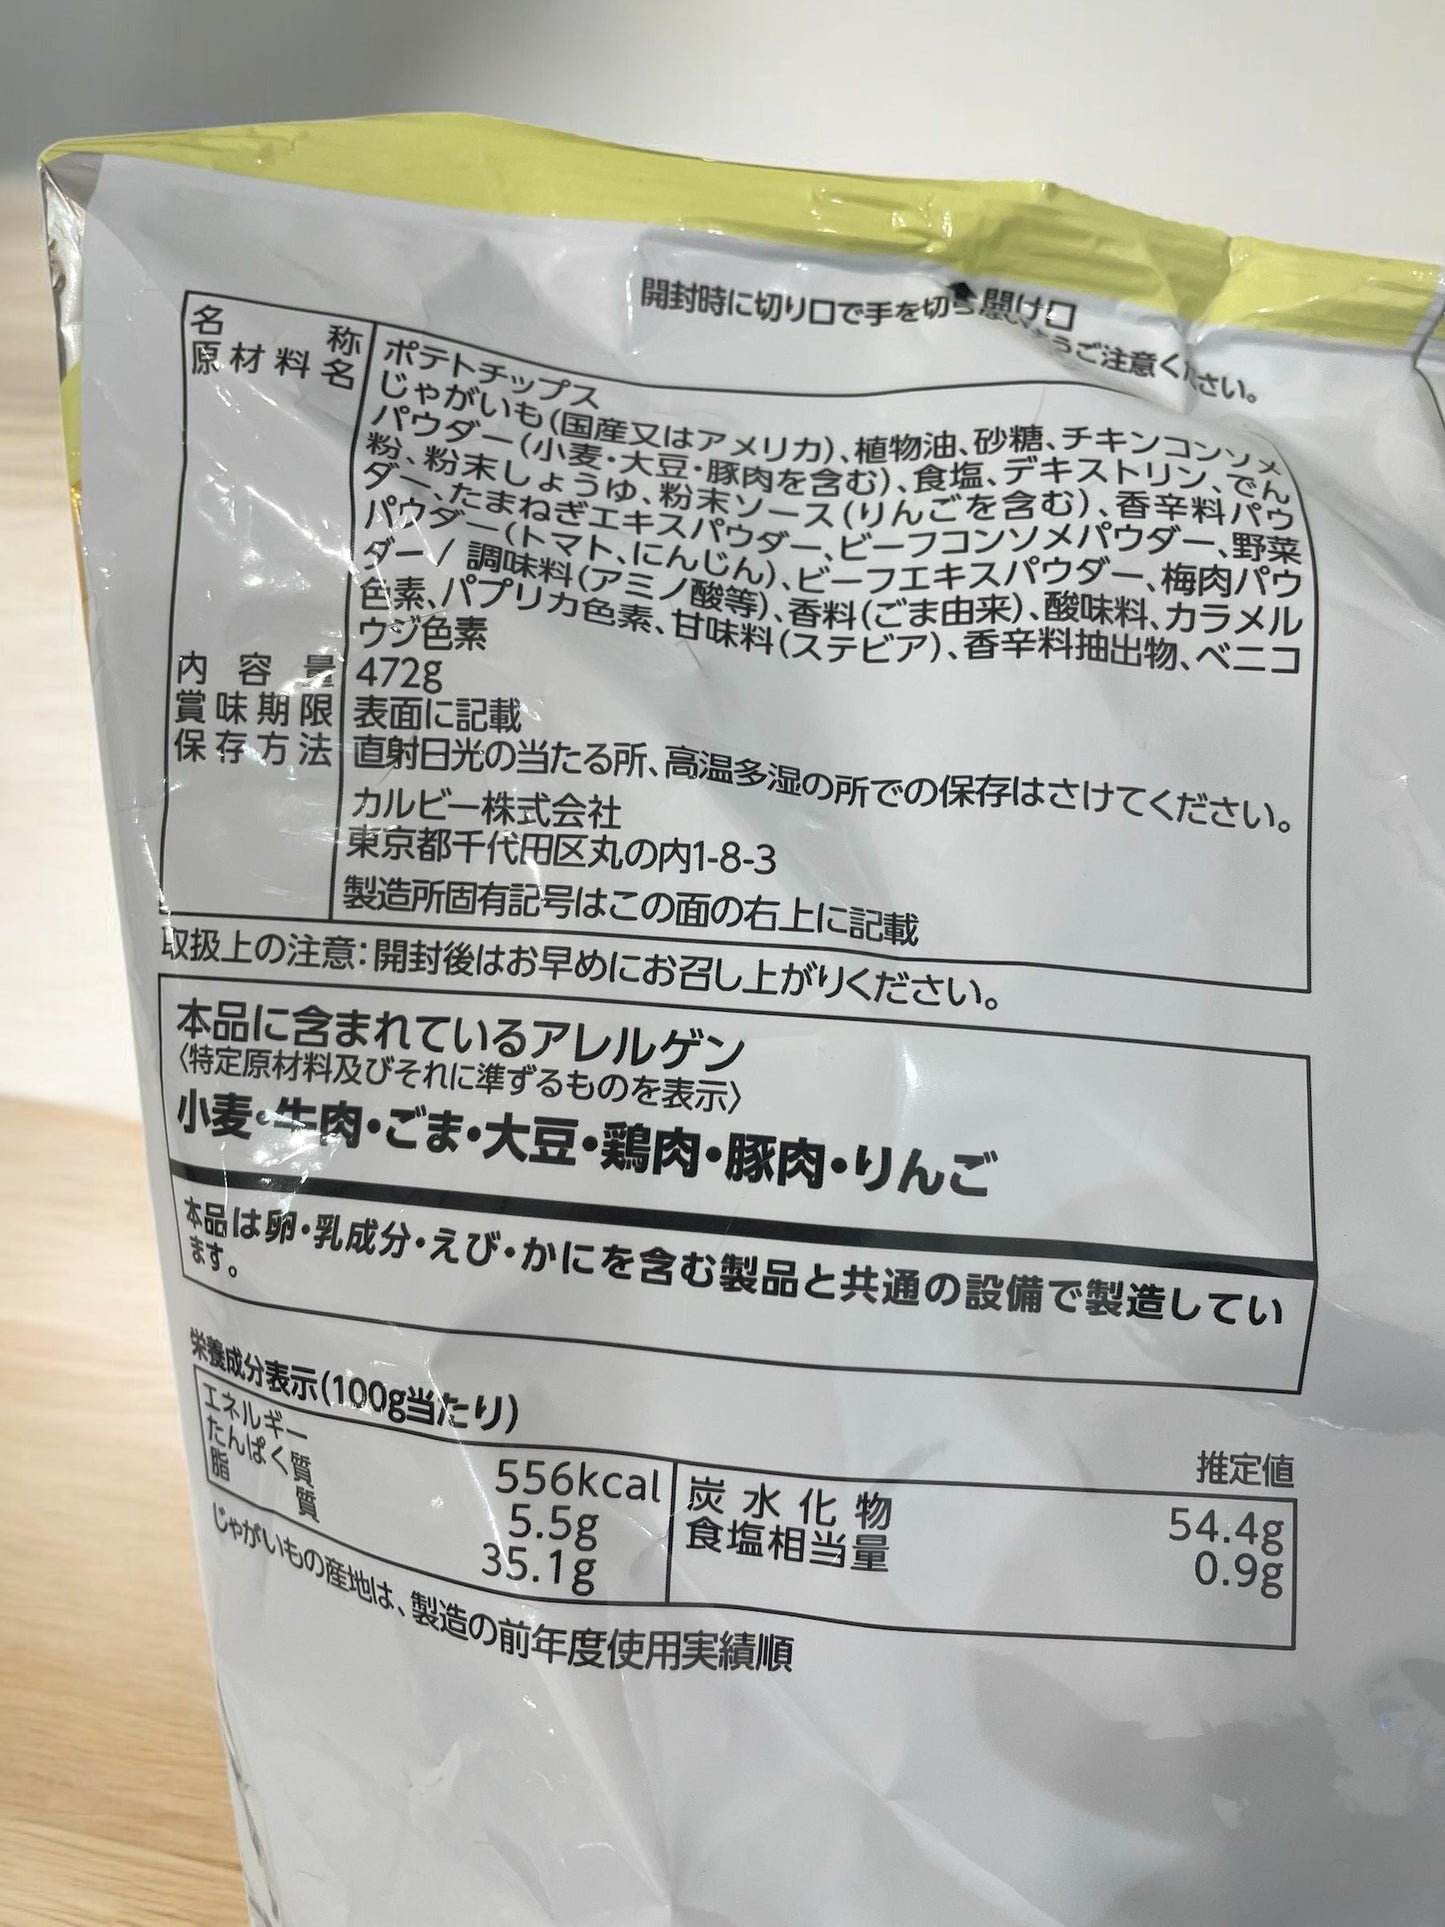 開け口
開封時に切り口で手を切らないようご注意ください。
名称 ポテトチップス
原材料名 じゃがいも(国産又はアメリカ)、植物油、砂糖、チキンコンソメ
パウダー(小麦・大豆・豚肉を含む)、食塩、デキストリン、でん
粉、粉末しょうゆ、粉末ソース(りんごを含む)、香辛料パウ
ダー、たまねぎエキスパウダー、ビーフコンソメパウダー、野菜
パウダー(トマト、にんじん)、ビーフエキスパウダー、梅肉パウ
ダー/調味料(アミノ酸等)、香料(ごま由来)、酸味料、カラメル
色素、パプリカ色素、甘味料(ステビア)、香辛料抽出物、ベニコ
ウジ色素
内容量 472g
賞味期限 表面に記載
保存方法 直射日光の当たる所、高温多湿の所での保存はさけてください。
カルビー株式会社
東京都千代田区丸の内1-8-3
製造所固有記号はこの面の右上に記載
取扱上の注意:開封後はお早めにお召し上がりください。
本品に含まれているアレルゲン
〈特定原材料及びそれに準ずるものを表示〉
小麦・牛肉・ごま・大豆・鶏肉・豚肉・りんご
本品は卵・乳成分・えび・かにを含む製品と共通の設備で製造してい
ます。
栄養成分表示(100g当たり) 推定値
エネルギー 556kcal 炭水化物 54.4g
たんぱく質 5.5g 食塩相当量 0.9g
脂質 35.1g
じゃがいもの産地は、製造の前年度使用実績順